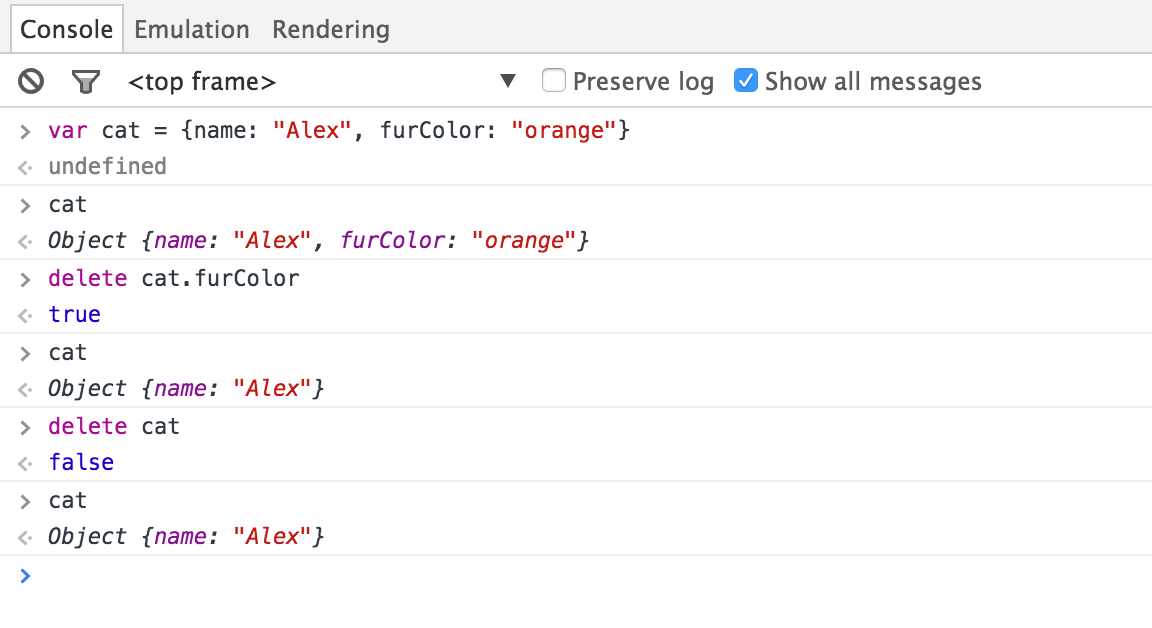 Console Emulation Rendering
<top frame> ▼ Preserve log Show all messages
> var cat = {name: "Alex", furColor: "orange"}
<· undefined
> cat
<· Object {name: "Alex", furColor: "orange"}
> delete cat.furColor
<· true
> cat
<· Object {name: "Alex"}
> delete cat
<· false
> cat
<· Object {name: "Alex"}
>